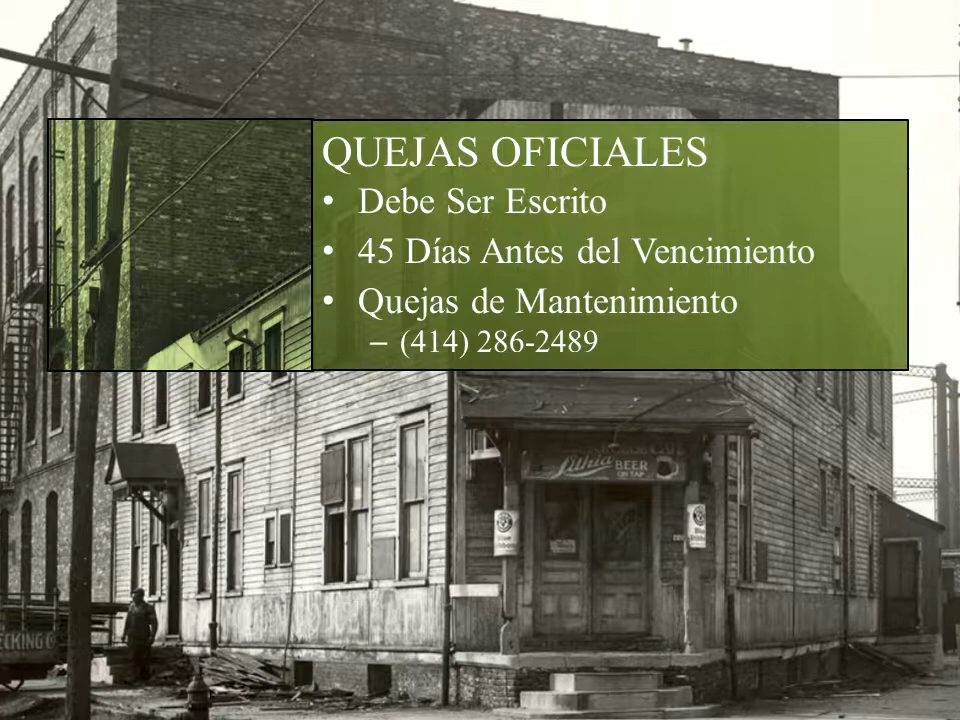 QUEJAS OFICIALES
• Debe Ser Escrito
• 45 Días Antes del Vencimiento
• Quejas de Mantenimiento
– (414) 286-2489
Lithia BEER
ON TAP
ECKING C